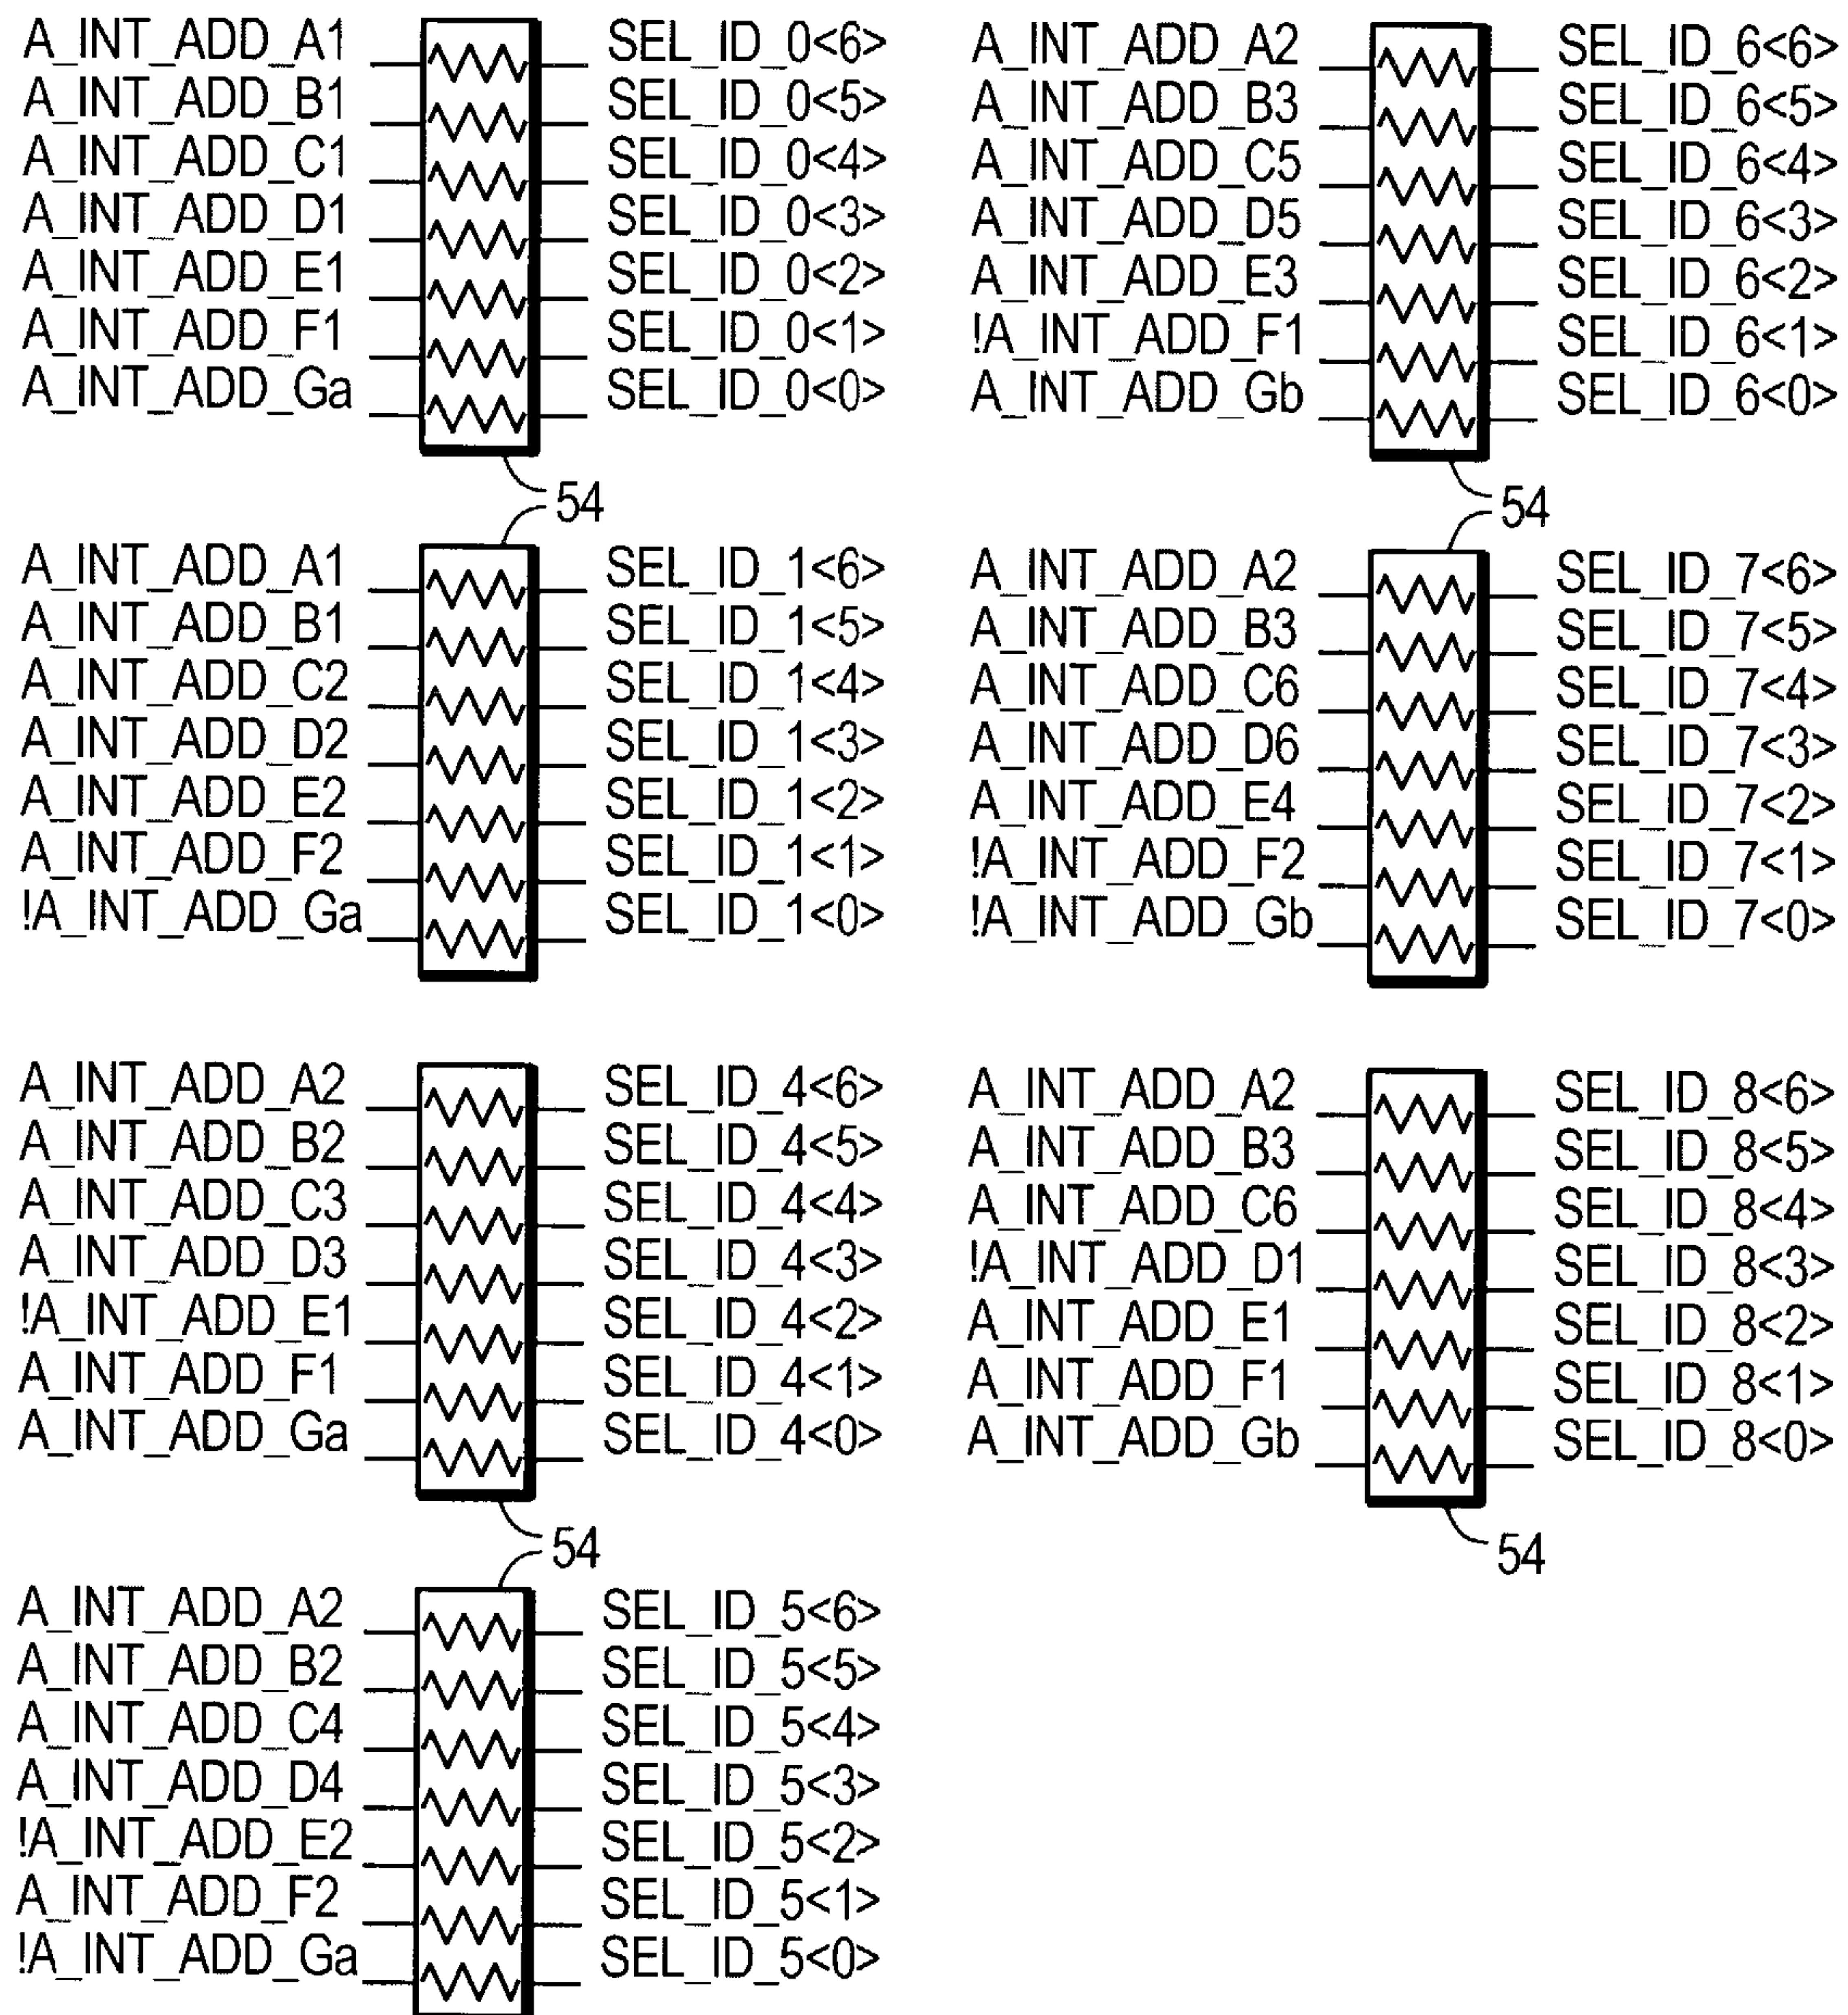 A_INT_ADD_A1 SEL_ID_0<6>
A_INT_ADD_B1 SEL_ID_0<5>
A_INT_ADD_C1 SEL_ID_0<4>
A_INT_ADD_D1 SEL_ID_0<3>
A_INT_ADD_E1 SEL_ID_0<2>
A_INT_ADD_F1 SEL_ID_0<1>
A_INT_ADD_Ga SEL_ID_0<0>
54
A_INT_ADD_A1 SEL_ID_1<6>
A_INT_ADD_B1 SEL_ID_1<5>
A_INT_ADD_C2 SEL_ID_1<4>
A_INT_ADD_D2 SEL_ID_1<3>
A_INT_ADD_E2 SEL_ID_1<2>
A_INT_ADD_F2 SEL_ID_1<1>
!A_INT_ADD_Ga SEL_ID_1<0>
A_INT_ADD_A2 SEL_ID_4<6>
A_INT_ADD_B2 SEL_ID_4<5>
A_INT_ADD_C3 SEL_ID_4<4>
A_INT_ADD_D3 SEL_ID_4<3>
!A_INT_ADD_E1 SEL_ID_4<2>
A_INT_ADD_F1 SEL_ID_4<1>
A_INT_ADD_Ga SEL_ID_4<0>
54
A_INT_ADD_A2 SEL_ID_5<6>
A_INT_ADD_B2 SEL_ID_5<5>
A_INT_ADD_C4 SEL_ID_5<4>
A_INT_ADD_D4 SEL_ID_5<3>
!A_INT_ADD_E2 SEL_ID_5<2>
A_INT_ADD_F2 SEL_ID_5<1>
!A_INT_ADD_Ga SEL_ID_5<0>
A_INT_ADD_A2 SEL_ID_6<6>
A_INT_ADD_B3 SEL_ID_6<5>
A_INT_ADD_C5 SEL_ID_6<4>
A_INT_ADD_D5 SEL_ID_6<3>
A_INT_ADD_E3 SEL_ID_6<2>
!A_INT_ADD_F1 SEL_ID_6<1>
A_INT_ADD_Gb SEL_ID_6<0>
54
A_INT_ADD_A2 SEL_ID_7<6>
A_INT_ADD_B3 SEL_ID_7<5>
A_INT_ADD_C6 SEL_ID_7<4>
A_INT_ADD_D6 SEL_ID_7<3>
A_INT_ADD_E4 SEL_ID_7<2>
!A_INT_ADD_F2 SEL_ID_7<1>
!A_INT_ADD_Gb SEL_ID_7<0>
A_INT_ADD_A2 SEL_ID_8<6>
A_INT_ADD_B3 SEL_ID_8<5>
A_INT_ADD_C6 SEL_ID_8<4>
!A_INT_ADD_D1 SEL_ID_8<3>
A_INT_ADD_E1 SEL_ID_8<2>
A_INT_ADD_F1 SEL_ID_8<1>
A_INT_ADD_Gb SEL_ID_8<0>
54